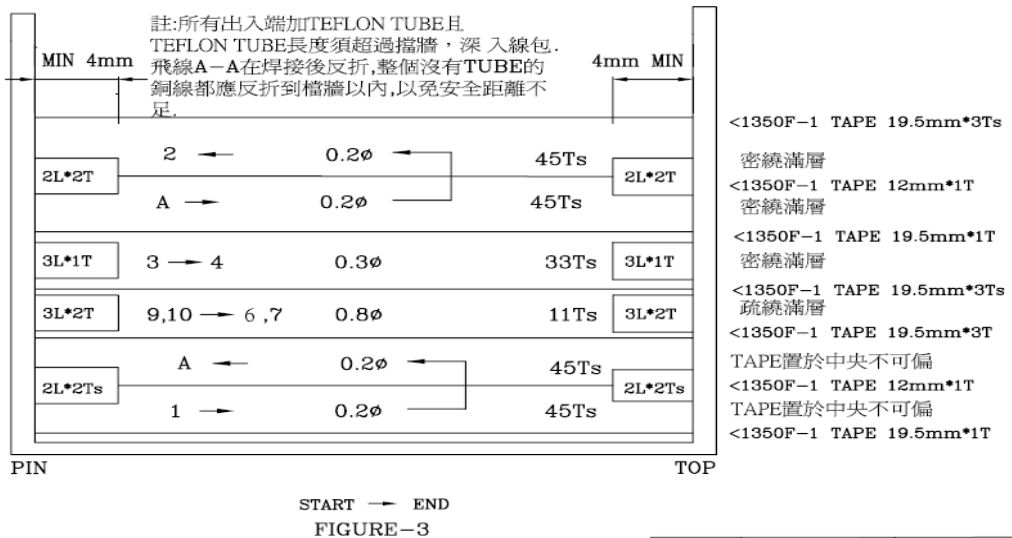 註:所有出入端加TEFLON TUBE且
TEFLON TUBE長度須超過擋牆，深 入線包.
飛線A-A在焊接後反折,整個沒有TUBE的
銅線都應反折到檔牆以內,以免安全距離不
足.
MIN 4mm
4mm MIN
<1350F-1 TAPE 19.5mm*3Ts
2 ← 0.2ø 45Ts
密繞滿層
2L*2T
2L*2T
<1350F-1 TAPE 12mm*1T
A → 0.2ø 45Ts
密繞滿層
<1350F-1 TAPE 19.5mm*1T
3L*1T 3 → 4 0.3ø 33Ts 3L*1T
密繞滿層
<1350F-1 TAPE 19.5mm*3Ts
3L*2T 9,10 → 6 ,7 0.8ø 11Ts 3L*2T
疏繞滿層
<1350F-1 TAPE 19.5mm*3T
A ← 0.2ø 45Ts
TAPE置於中央不可偏
2L*2Ts
2L*2Ts
<1350F-1 TAPE 12mm*1T
1 → 0.2ø 45Ts
TAPE置於中央不可偏
<1350F-1 TAPE 19.5mm*1T
PIN
TOP
START → END
FIGURE-3